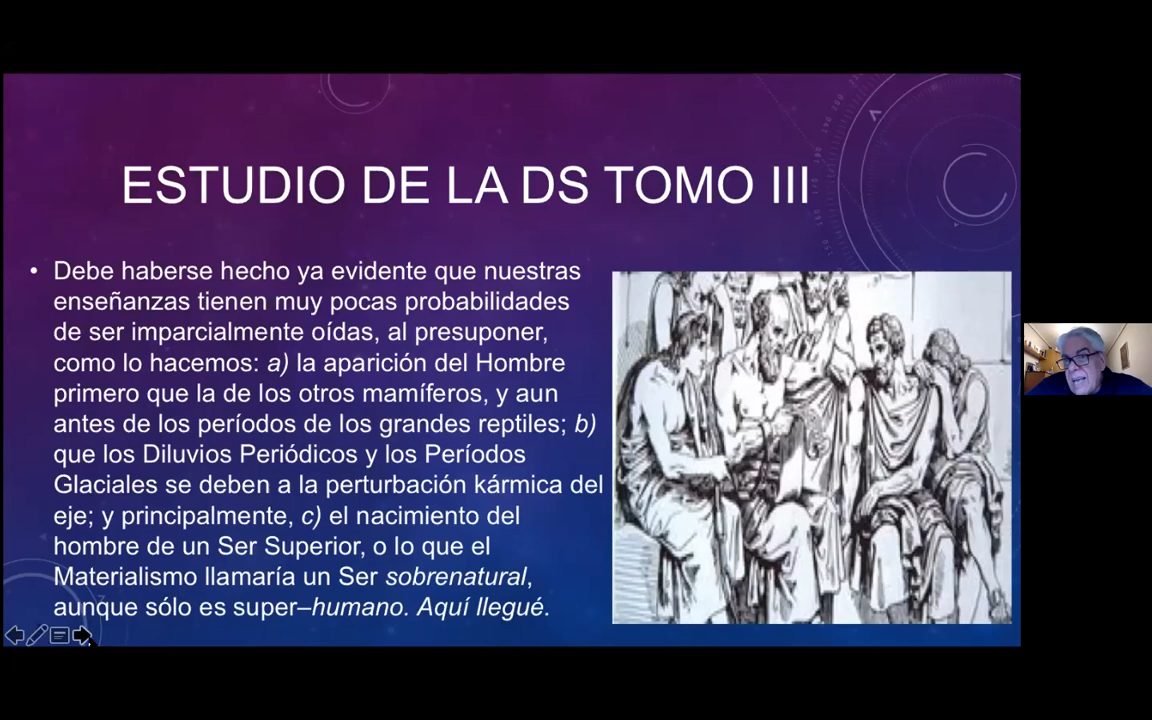 ESTUDIO DE LA DS TOMO III
• Debe haberse hecho ya evidente que nuestras
enseñanzas tienen muy pocas probabilidades
de ser imparcialmente oídas, al presuponer,
como lo hacemos: a) la aparición del Hombre
primero que la de los otros mamíferos, y aun
antes de los períodos de los grandes reptiles; b)
que los Diluvios Periódicos y los Períodos
Glaciales se deben a la perturbación kármica del
eje; y principalmente, c) el nacimiento del
hombre de un Ser Superior, o lo que el
Materialismo llamaría un Ser sobrenatural,
aunque sólo es super–humano. Aquí llegué.